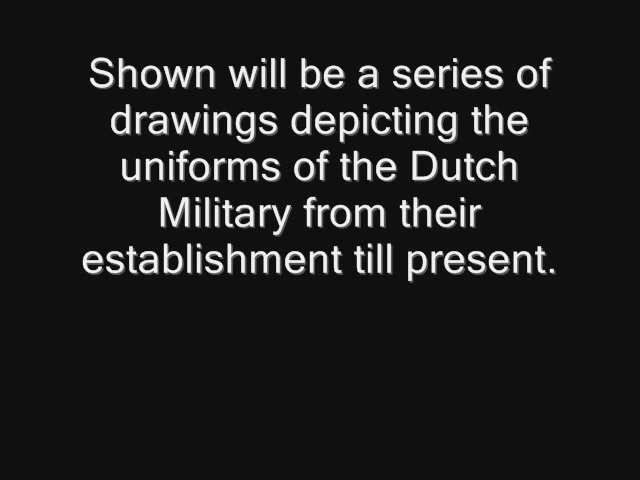 Shown will be a series of
drawings depicting the
uniforms of the Dutch
Military from their
establishment till present.